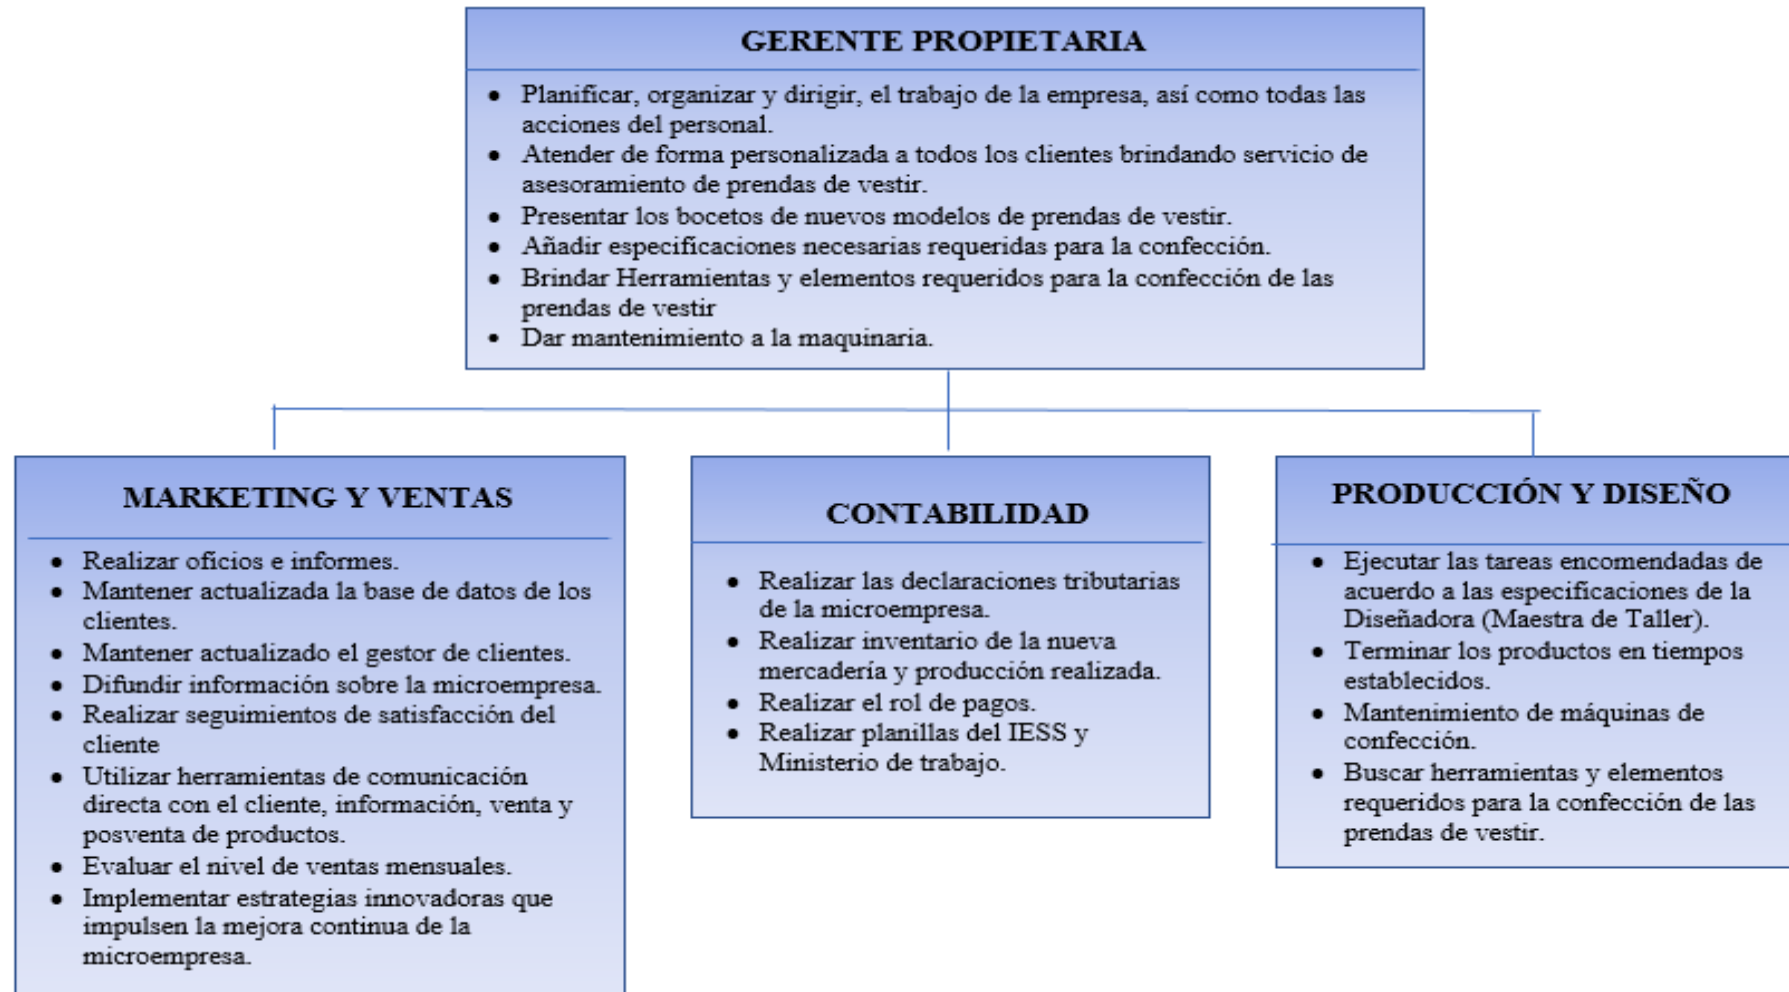 GERENTE PROPIETARIA
• Planificar, organizar y dirigir, el trabajo de la empresa, así como todas las
acciones del personal.
• Atender de forma personalizada a todos los clientes brindando servicio de
asesoramiento de prendas de vestir.
• Presentar los bocetos de nuevos modelos de prendas de vestir.
• Añadir especificaciones necesarias requeridas para la confección.
• Brindar Herramientas y elementos requeridos para la confección de las
prendas de vestir
• Dar mantenimiento a la maquinaria.
MARKETING Y VENTAS
• Realizar oficios e informes.
• Mantener actualizada la base de datos de los
clientes.
• Mantener actualizado el gestor de clientes.
• Difundir información sobre la microempresa.
• Realizar seguimientos de satisfacción del
cliente
• Utilizar herramientas de comunicación
directa con el cliente, información, venta y
posventa de productos.
• Evaluar el nivel de ventas mensuales.
• Implementar estrategias innovadoras que
impulsen la mejora continua de la
microempresa.
CONTABILIDAD
• Realizar las declaraciones tributarias
de la microempresa.
• Realizar inventario de la nueva
mercadería y producción realizada.
• Realizar el rol de pagos.
• Realizar planillas del IESS y
Ministerio de trabajo.
PRODUCCIÓN Y DISEÑO
• Ejecutar las tareas encomendadas de
acuerdo a las especificaciones de la
Diseñadora (Maestra de Taller).
• Terminar los productos en tiempos
establecidos.
• Mantenimiento de máquinas de
confección.
• Buscar herramientas y elementos
requeridos para la confección de las
prendas de vestir.